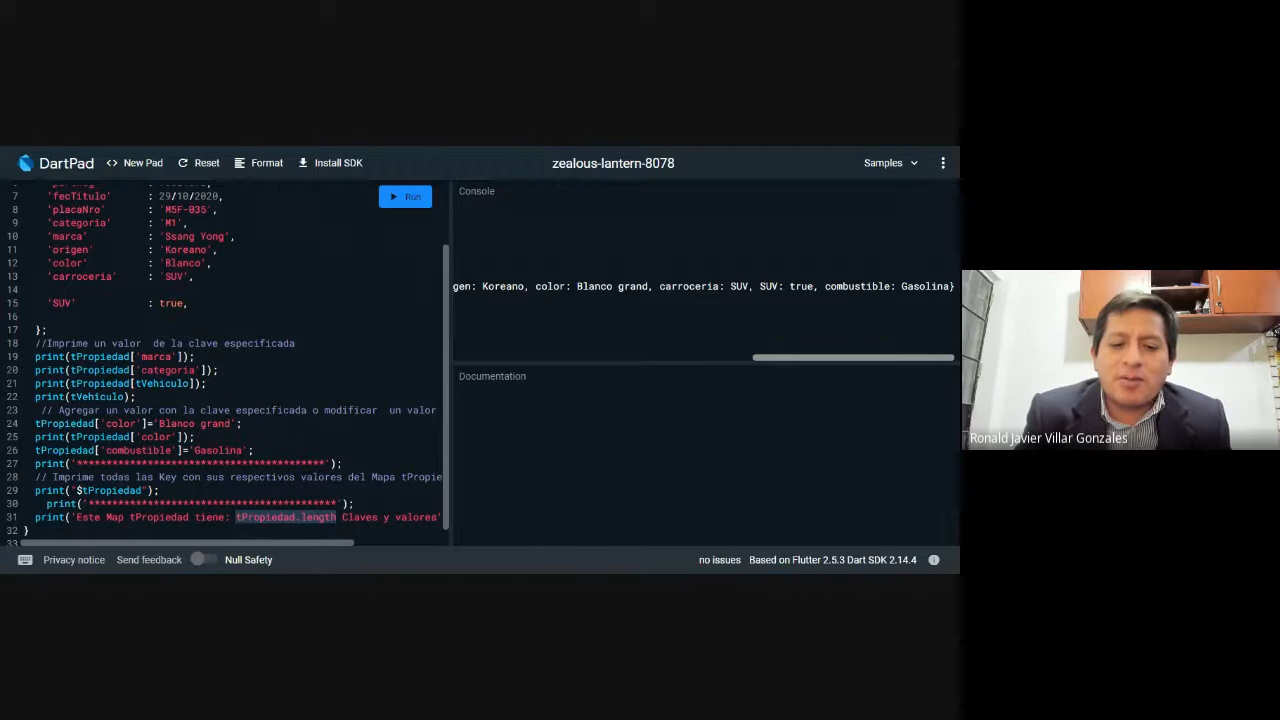 DartPad <> New Pad Reset Format Install SDK zealous-lantern-8078 Samples
Run
Console
7 'fecTitulo' : 29/10/2020,
8 'placaNro' : 'M5F-035',
9 'categoria' : 'M1',
10 'marca' : 'Ssang Yong',
11 'origen' : 'Koreano',
12 'color' : 'Blanco',
13 'carroceria' : 'SUV',
14
15 'SUV' : true,
16
17 };
18 //Imprime un valor de la clave especificada
19 print(tPropiedad['marca']);
20 print(tPropiedad['categoria']);
21 print(tPropiedad[tVehiculo]);
22 print(tVehiculo);
23 // Agregar un valor con la clave especificada o modificar un valor
24 tPropiedad['color']='Blanco grand';
25 print(tPropiedad['color']);
26 tPropiedad['combustible']='Gasolina';
27 print('******************************************');
28 // Imprime todas las Key con sus respectivos valores del Mapa tPropie
29 print("$tPropiedad");
30 print('******************************************');
31 print('Este Map tPropiedad tiene: tPropiedad.length Claves y valores'
32 }
33
gen: Koreano, color: Blanco grand, carroceria: SUV, SUV: true, combustible: Gasolina}
Documentation
Privacy notice Send feedback Null Safety no issues Based on Flutter 2.5.3 Dart SDK 2.14.4
Ronald Javier Villar Gonzales